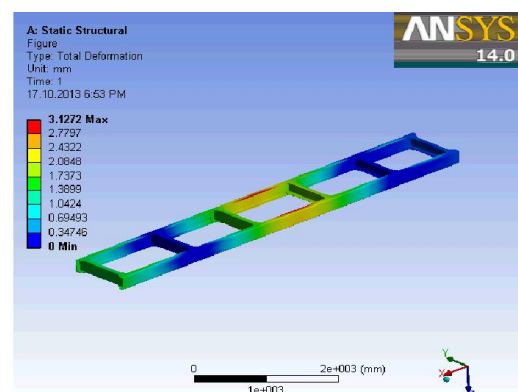 A: Static Structural
Figure
Type: Total Deformation
Unit: mm
Time: 1
17.10.2013 6:53 PM
3.1272 Max
2.7797
2.4322
2.0848
1.7373
1.3899
1.0424
0.69493
0.34746
0 Min
ANSYS
14.0
0
2e+003 (mm)
1e+003
Y
X